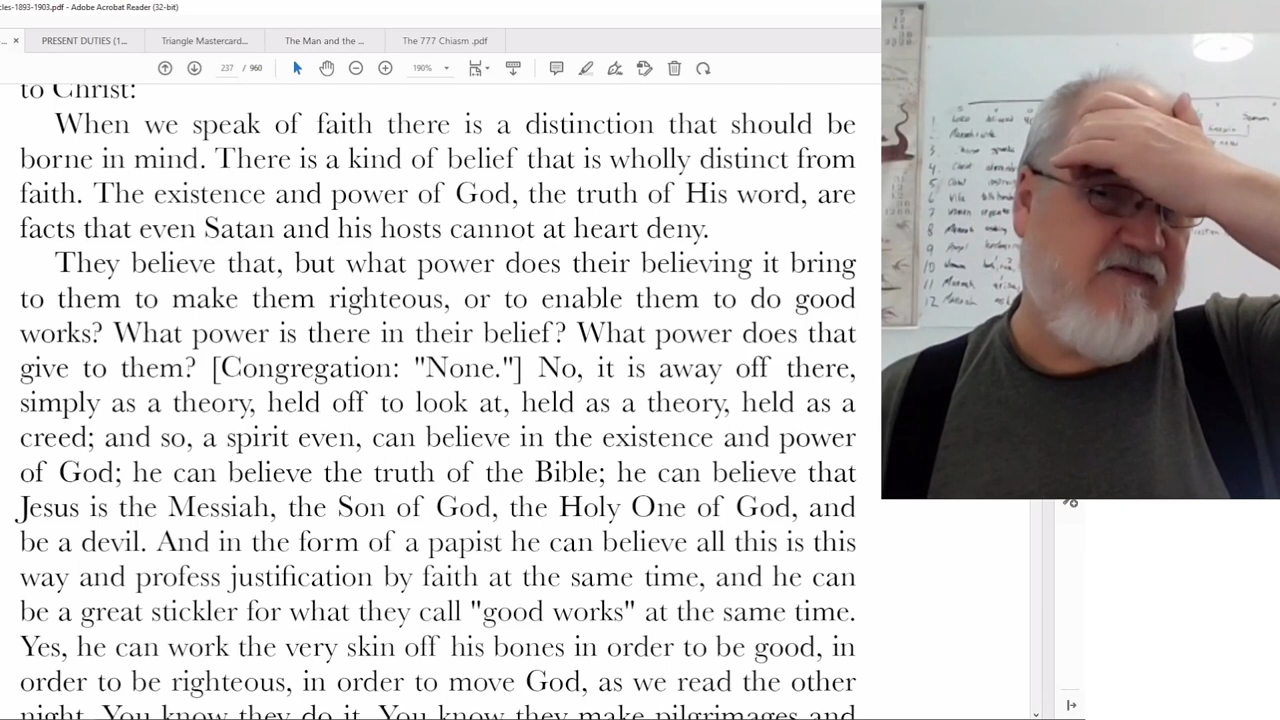 cles-1893-1903.pdf - Adobe Acrobat Reader (32-bit)
... × PRESENT DUTIES (1... Triangle Mastercard... The Man and the ... The 777 Chiasm .pdf
237 / 960 190%
to Christ:
When we speak of faith there is a distinction that should be
borne in mind. There is a kind of belief that is wholly distinct from
faith. The existence and power of God, the truth of His word, are
facts that even Satan and his hosts cannot at heart deny.
They believe that, but what power does their believing it bring
to them to make them righteous, or to enable them to do good
works? What power is there in their belief? What power does that
give to them? [Congregation: "None."] No, it is away off there,
simply as a theory, held off to look at, held as a theory, held as a
creed; and so, a spirit even, can believe in the existence and power
of God; he can believe the truth of the Bible; he can believe that
Jesus is the Messiah, the Son of God, the Holy One of God, and
be a devil. And in the form of a papist he can believe all this is this
way and profess justification by faith at the same time, and he can
be a great stickler for what they call "good works" at the same time.
Yes, he can work the very skin off his bones in order to be good, in
order to be righteous, in order to move God, as we read the other
night. You know they do it. You know they make pilgrimages and